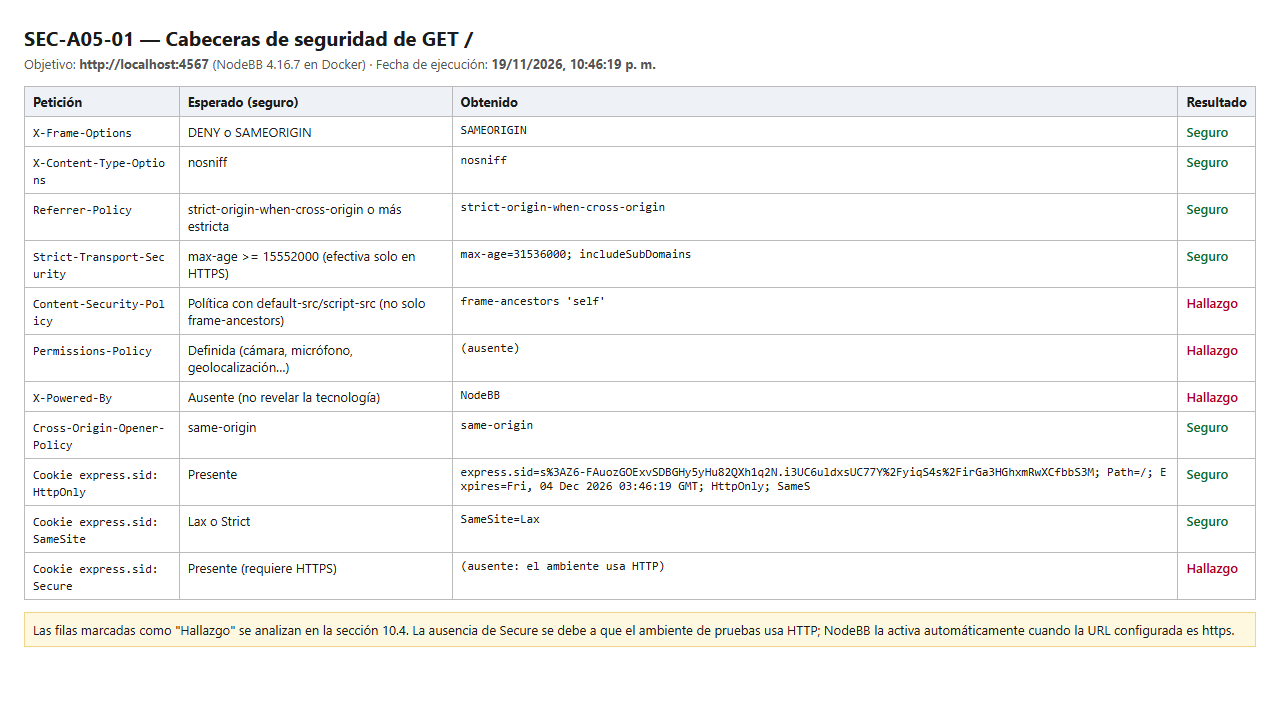 SEC-A05-01 — Cabeceras de seguridad de GET /
Objetivo: http://localhost:4567 (NodeBB 4.16.7 en Docker) · Fecha de ejecución: 19/11/2026, 10:46:19 p. m.
Petición Esperado (seguro) Obtenido Resultado
X-Frame-Options DENY o SAMEORIGIN SAMEORIGIN Seguro
X-Content-Type-Optio nosniff nosniff Seguro
ns
Referrer-Policy strict-origin-when-cross-origin o más strict-origin-when-cross-origin Seguro
estricta
Strict-Transport-Sec max-age >= 15552000 (efectiva solo en max-age=31536000; includeSubDomains Seguro
urity HTTPS)
Content-Security-Pol Política con default-src/script-src (no solo frame-ancestors 'self' Hallazgo
icy frame-ancestors)
Permissions-Policy Definida (cámara, micrófono, (ausente) Hallazgo
geolocalización...)
X-Powered-By Ausente (no revelar la tecnología) NodeBB Hallazgo
Cross-Origin-Opener- same-origin same-origin Seguro
Policy
Cookie express.sid: Presente express.sid=s%3AZ6-FAuozGOExvSDBGHy5yHu82QXh1q2N.i3UC6uldxsUC77Y%2FyiqS4s%2FirGa3HGhxmRwXCfbbS3M; Path=/; E Seguro
HttpOnly xpires=Fri, 04 Dec 2026 03:46:19 GMT; HttpOnly; SameS
Cookie express.sid: Lax o Strict SameSite=Lax Seguro
SameSite
Cookie express.sid: Presente (requiere HTTPS) (ausente: el ambiente usa HTTP) Hallazgo
Secure
Las filas marcadas como "Hallazgo" se analizan en la sección 10.4. La ausencia de Secure se debe a que el ambiente de pruebas usa HTTP; NodeBB la activa automáticamente cuando la URL configurada es https.